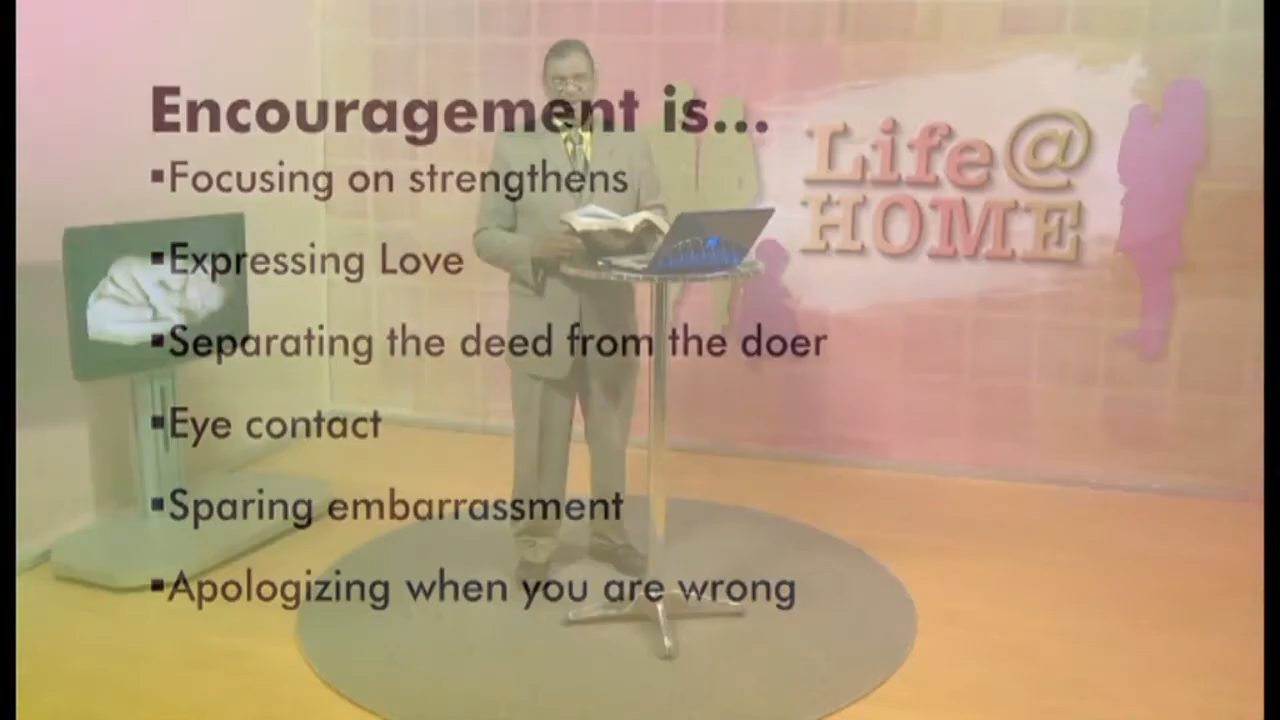 Encouragement is...
▪Focusing on strengthens
▪Expressing Love
▪Separating the deed from the doer
▪Eye contact
▪Sparing embarrassment
▪Apologizing when you are wrong
Life@
HOME